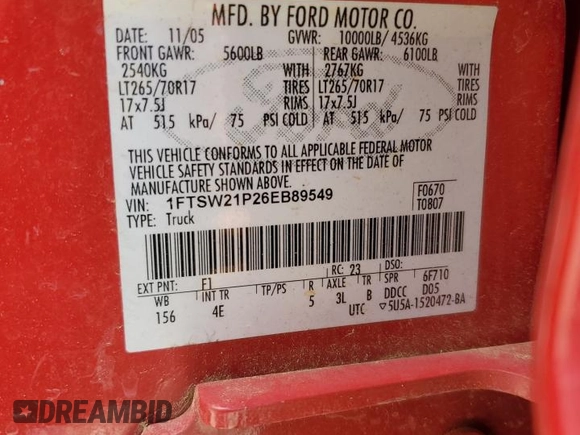 MFD. BY FORD MOTOR CO.
DATE: 11/05 GVWR: 10000LB/ 4536KG
FRONT GAWR: 5600LB REAR GAWR: 6100LB
2540KG WITH 2767KG WITH
LT265/70R17 TIRES LT265/70R17 TIRES
17x7.5J RIMS 17x7.5J RIMS
AT 515 kPa/ 75 PSI COLD AT 515 kPa/ 75 PSI COLD
Ford
THIS VEHICLE CONFORMS TO ALL APPLICABLE FEDERAL MOTOR
VEHICLE SAFETY STANDARDS IN EFFECT ON THE DATE OF
MANUFACTURE SHOWN ABOVE.
VIN: 1FTSW21P26EB89549 F0670
TYPE: Truck T0807
EXT PNT: F1 RC: 23 DSO:
WB INT TR TP/PS R AXLE TR SPR 6F710
156 4E 5 3L B DDCC D05
UTC ▽5U5A-1520472-BA
DREAMBID